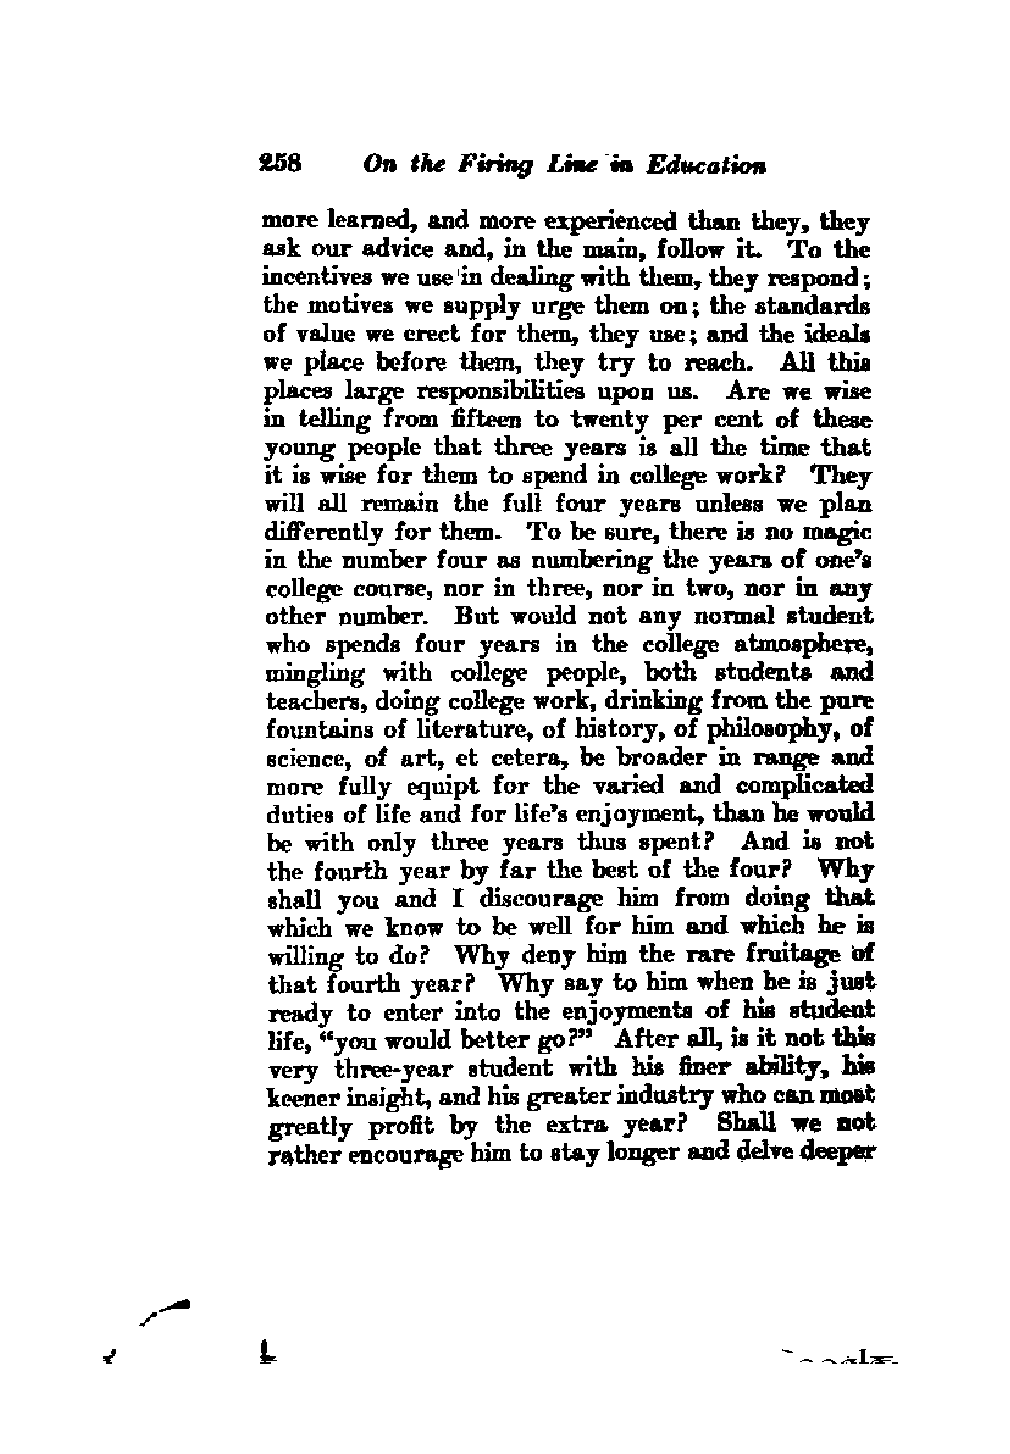 258 On the Firing Line in Education
more learned, and more experienced than they, they
ask our advice and, in the main, follow it. To the
incentives we use in dealing with them, they respond;
the motives we supply urge them on; the standards
of value we erect for them, they use; and the ideals
we place before them, they try to reach. All this
places large responsibilities upon us. Are we wise
in telling from fifteen to twenty per cent of these
young people that three years is all the time that
it is wise for them to spend in college work? They
will all remain the full four years unless we plan
differently for them. To be sure, there is no magic
in the number four as numbering the years of one's
college course, nor in three, nor in two, nor in any
other number. But would not any normal student
who spends four years in the college atmosphere,
mingling with college people, both students and
teachers, doing college work, drinking from the pure
fountains of literature, of history, of philosophy, of
science, of art, et cetera, be broader in range and
more fully equipt for the varied and complicated
duties of life and for life's enjoyment, than he would
be with only three years thus spent? And is not
the fourth year by far the best of the four? Why
shall you and I discourage him from doing that
which we know to be well for him and which he is
willing to do? Why deny him the rare fruitage of
that fourth year? Why say to him when he is just
ready to enter into the enjoyments of his student
life, "you would better go?" After all, is it not this
very three-year student with his finer ability, his
keener insight, and his greater industry who can most
greatly profit by the extra year? Shall we not
rather encourage him to stay longer and delve deeper